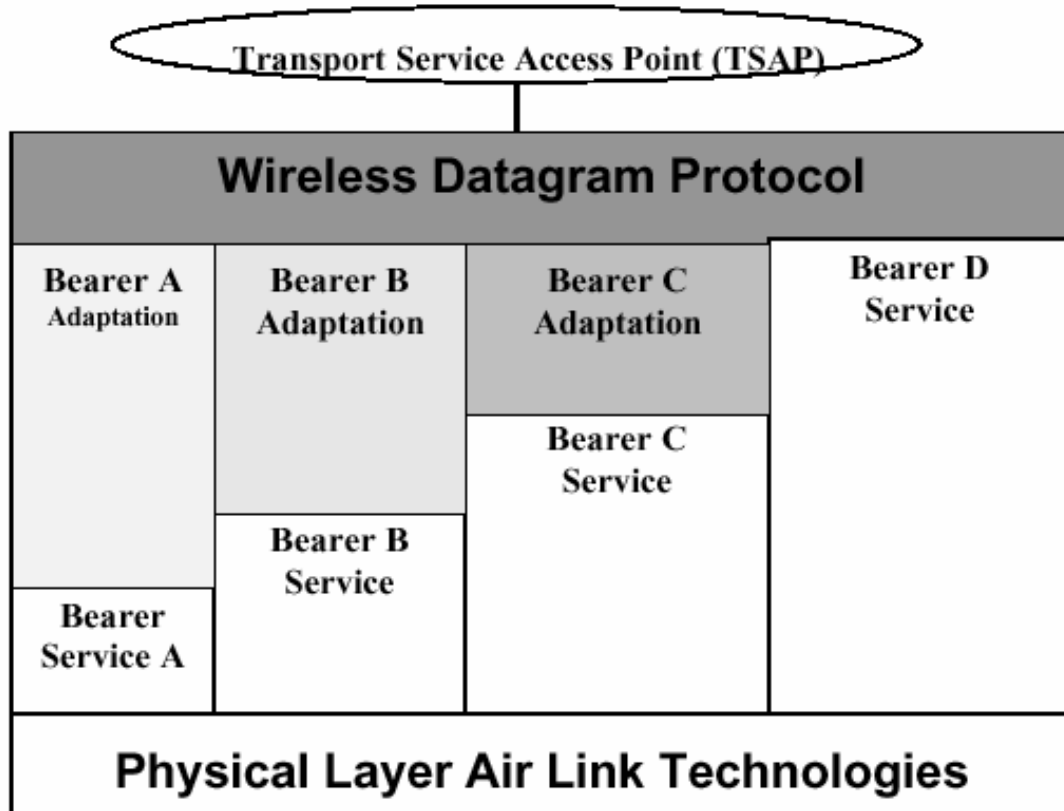 Transport Service Access Point (TSAP)
Wireless Datagram Protocol
Bearer A
Adaptation
Bearer B
Adaptation
Bearer C
Adaptation
Bearer D
Service
Bearer C
Service
Bearer B
Service
Bearer
Service A
Physical Layer Air Link Technologies